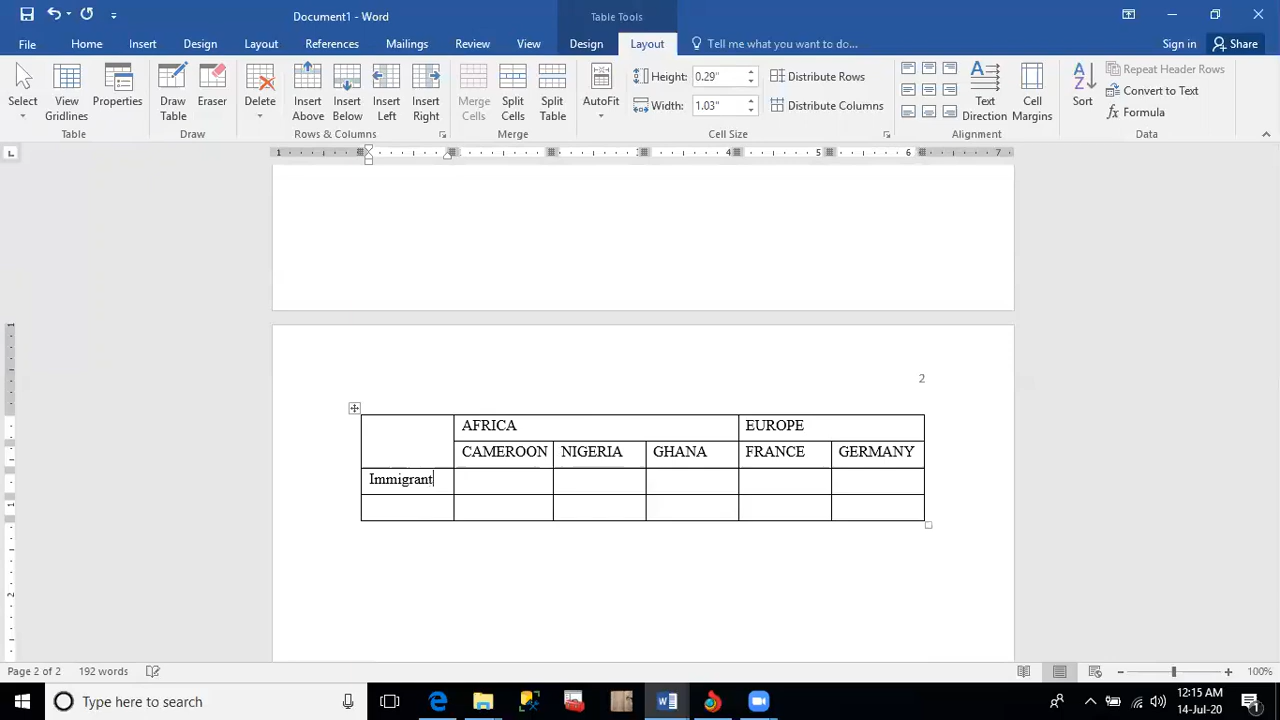 Document1 - Word
Table Tools
File
Home
Insert
Design
Layout
References
Mailings
Review
View
Design
Layout
Tell me what you want to do...
Sign in
Share
Select
View
Gridlines
Properties
Table
Draw
Table
Eraser
Draw
Delete
Insert
Above
Insert
Below
Insert
Left
Insert
Right
Rows & Columns
Merge
Cells
Split
Cells
Split
Table
Merge
AutoFit
Height:
0.29"
Width:
1.03"
Distribute Rows
Distribute Columns
Cell Size
Text
Direction
Cell
Margins
Alignment
Sort
Repeat Header Rows
Convert to Text
Formula
Data
2
AFRICA
EUROPE
CAMEROON
NIGERIA
GHANA
FRANCE
GERMANY
Immigrant
Page 2 of 2
192 words
100%
Type here to search
12:15 AM
14-Jul-20